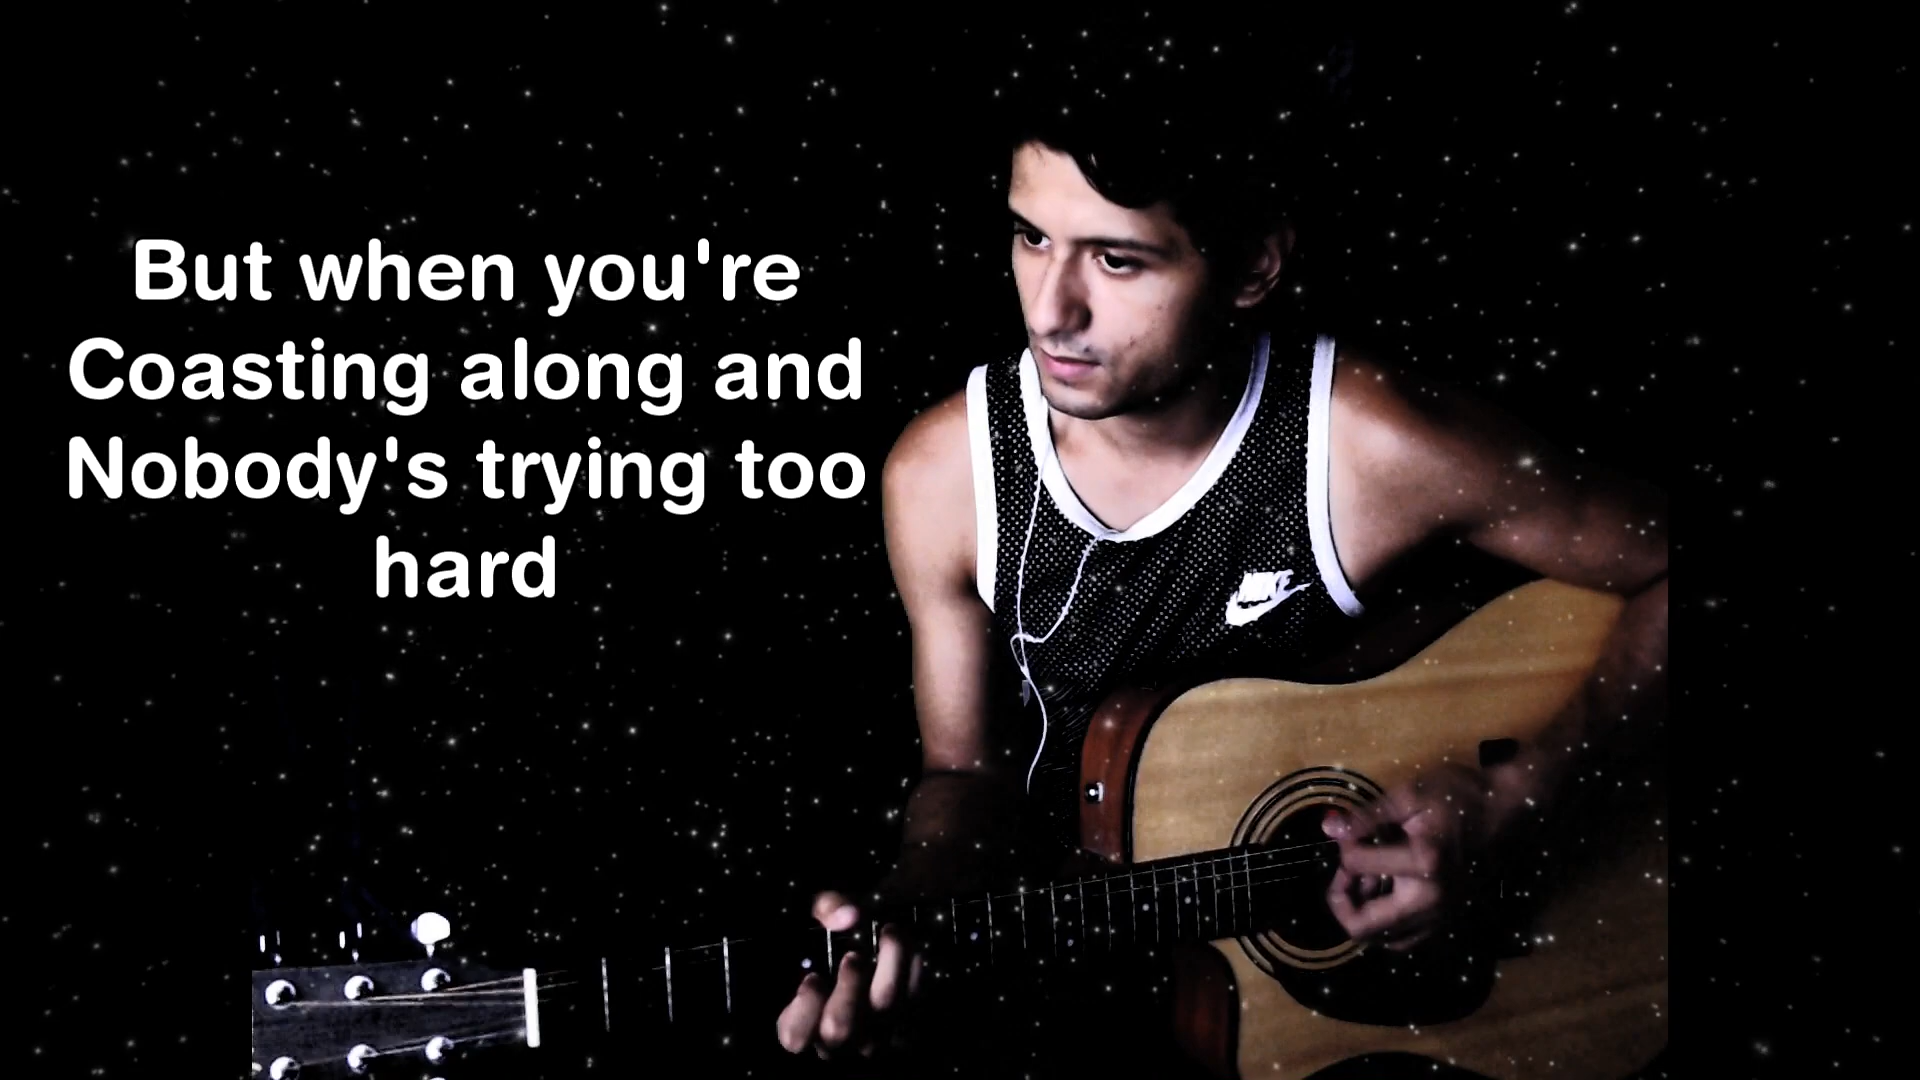 But when you're
Coasting along and
Nobody's trying too
hard
NIKE